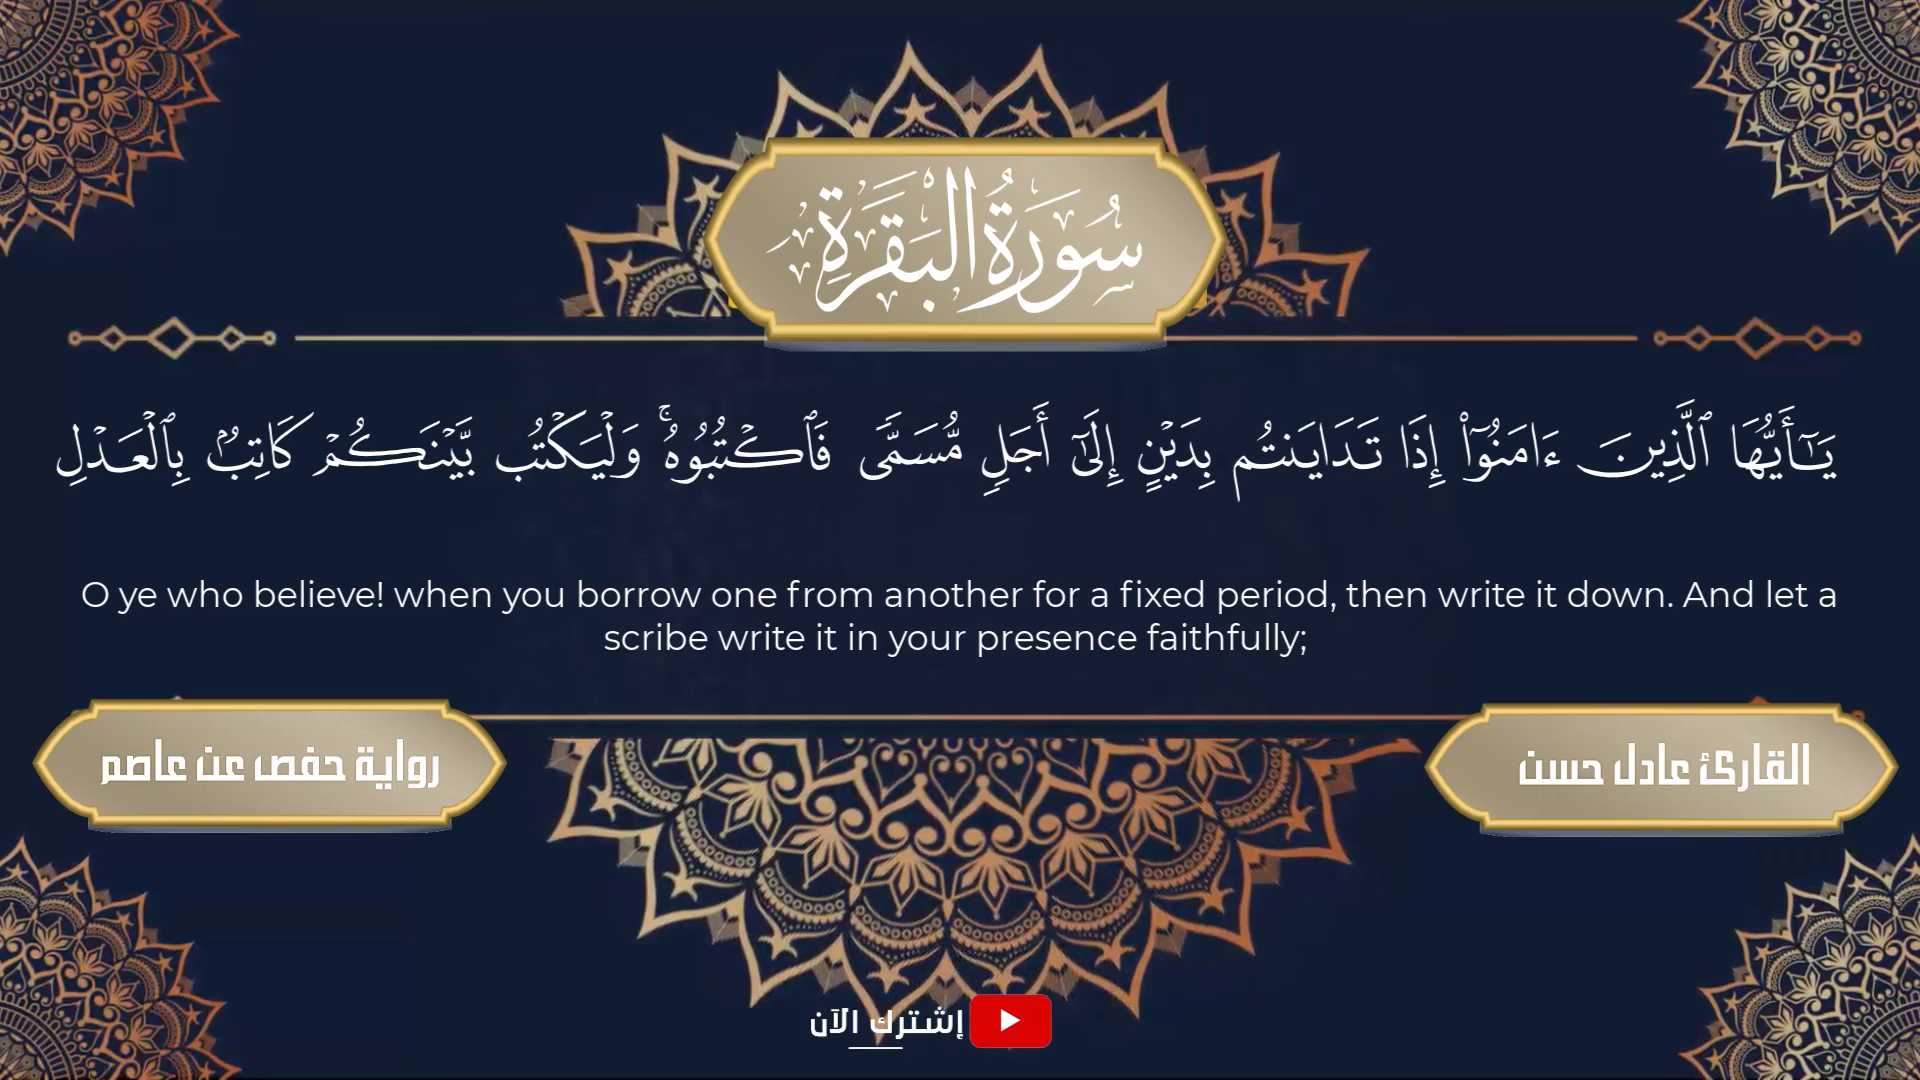 سُورَةُ البَقَرَةِ
يَـٰٓأَيُّهَا ٱلَّذِينَ ءَامَنُوٓا۟ إِذَا تَدَايَنتُم بِدَيْنٍ إِلَىٰٓ أَجَلٍ مُّسَمًّى فَٱكْتُبُوهُ ۚ وَلْيَكْتُب بَّيْنَكُمْ كَاتِبٌۢ بِٱلْعَدْلِ
O ye who believe! when you borrow one from another for a fixed period, then write it down. And let a
scribe write it in your presence faithfully;
القارئ عادل حسن
رواية حفص عن عاصم
إشترك الآن